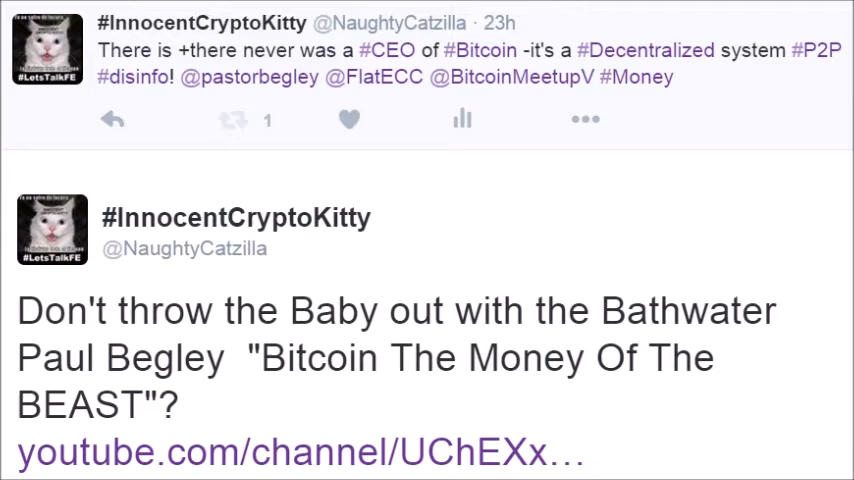 #InnocentCryptoKitty @NaughtyCatzilla · 23h
There is +there never was a #CEO of #Bitcoin -it's a #Decentralized system #P2P
#disinfo! @pastorbegley @FlatECC @BitcoinMeetupV #Money
#LetsTalkFE
1
#InnocentCryptoKitty
@NaughtyCatzilla
#LetsTalkFE
Don't throw the Baby out with the Bathwater
Paul Begley "Bitcoin The Money Of The
BEAST"?
youtube.com/channel/UChEXx…